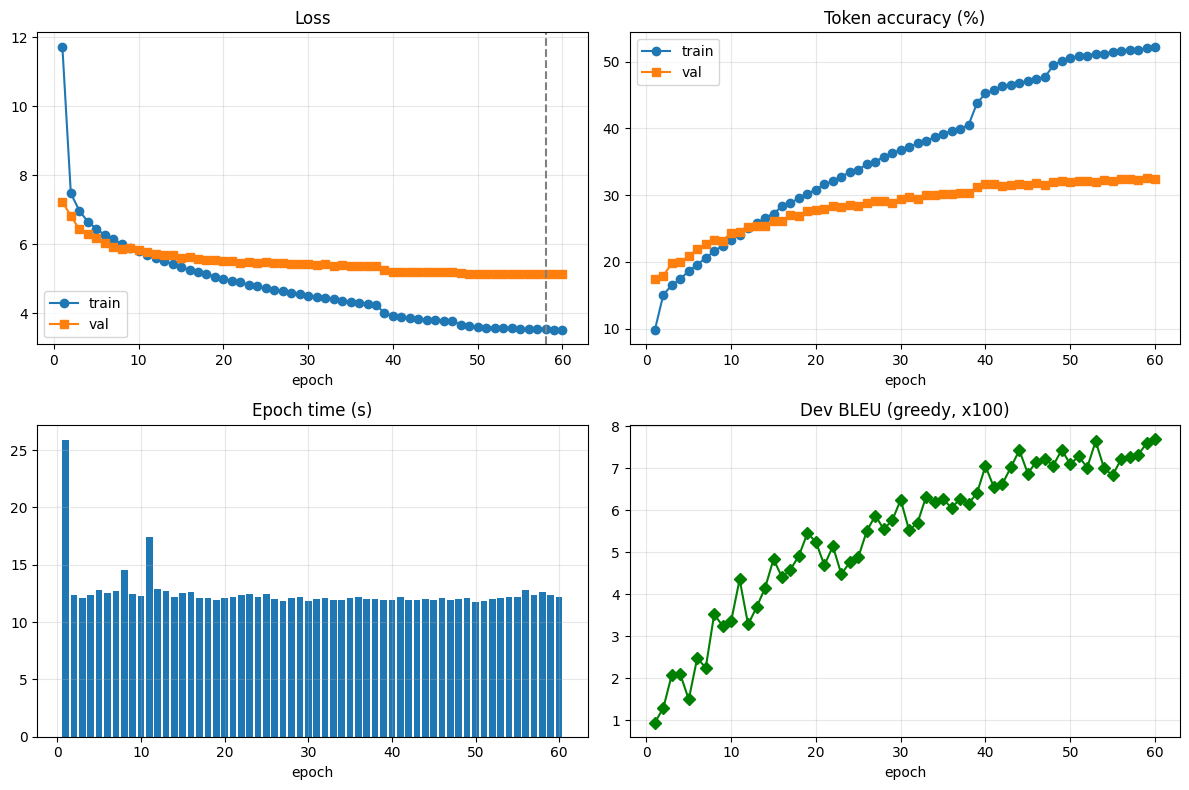 Loss
12
10
8
6
4
train
val
0 10 20 30 40 50 60
epoch
Token accuracy (%)
train
val
50
40
30
20
10
0 10 20 30 40 50 60
epoch
Epoch time (s)
25
20
15
10
5
0
0 10 20 30 40 50 60
epoch
Dev BLEU (greedy, x100)
8
7
6
5
4
3
2
1
0 10 20 30 40 50 60
epoch